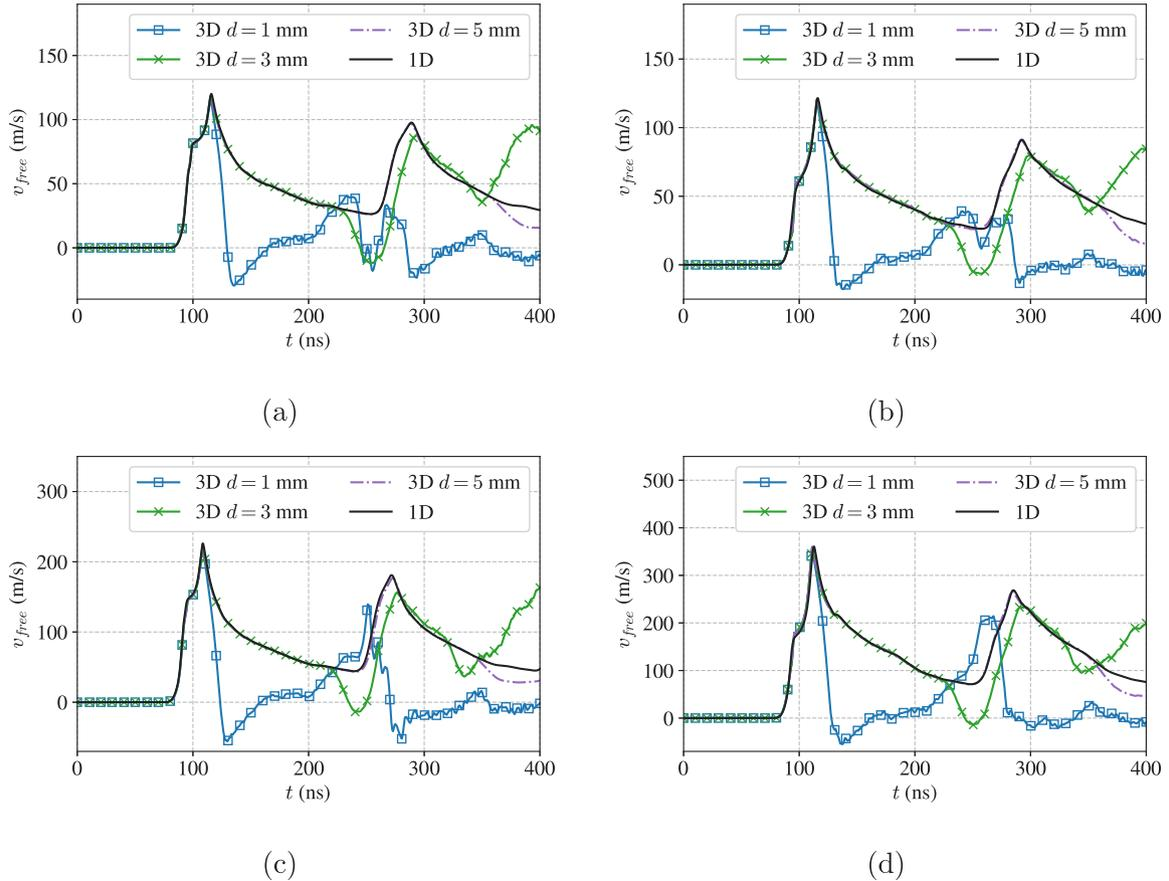 3D d = 1 mm 3D d = 5 mm
3D d = 3 mm 1D
150
100
50
0
v_free (m/s)
0 100 200 300 400
t (ns)
(a)
3D d = 1 mm 3D d = 5 mm
3D d = 3 mm 1D
150
100
50
0
v_free (m/s)
0 100 200 300 400
t (ns)
(b)
3D d = 1 mm 3D d = 5 mm
3D d = 3 mm 1D
300
200
100
0
v_free (m/s)
0 100 200 300 400
t (ns)
(c)
3D d = 1 mm 3D d = 5 mm
3D d = 3 mm 1D
500
400
300
200
100
0
v_free (m/s)
0 100 200 300 400
t (ns)
(d)